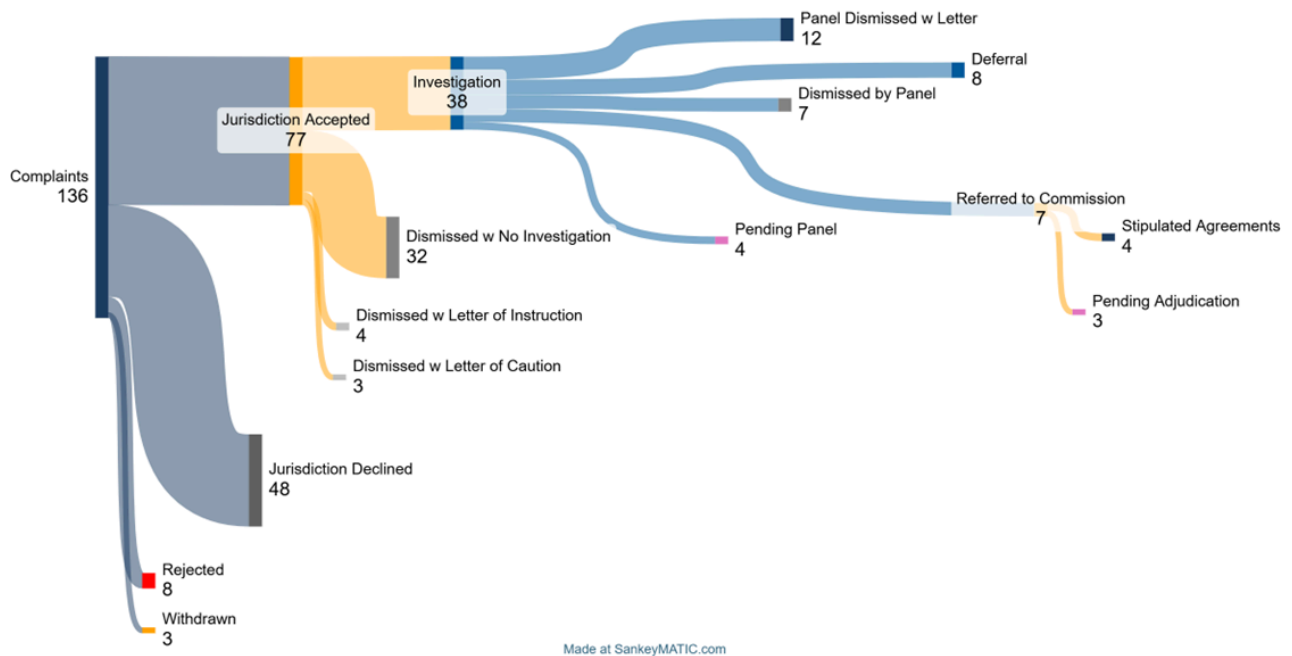 Panel Dismissed w Letter
12
Deferral
8
Investigation
38
Dismissed by Panel
7
Jurisdiction Accepted
77
Complaints
136
Referred to Commission
7
Stipulated Agreements
4
Pending Panel
4
Dismissed w No Investigation
32
Pending Adjudication
3
Dismissed w Letter of Instruction
4
Dismissed w Letter of Caution
3
Jurisdiction Declined
48
Rejected
8
Withdrawn
3
Made at SankeyMATIC.com